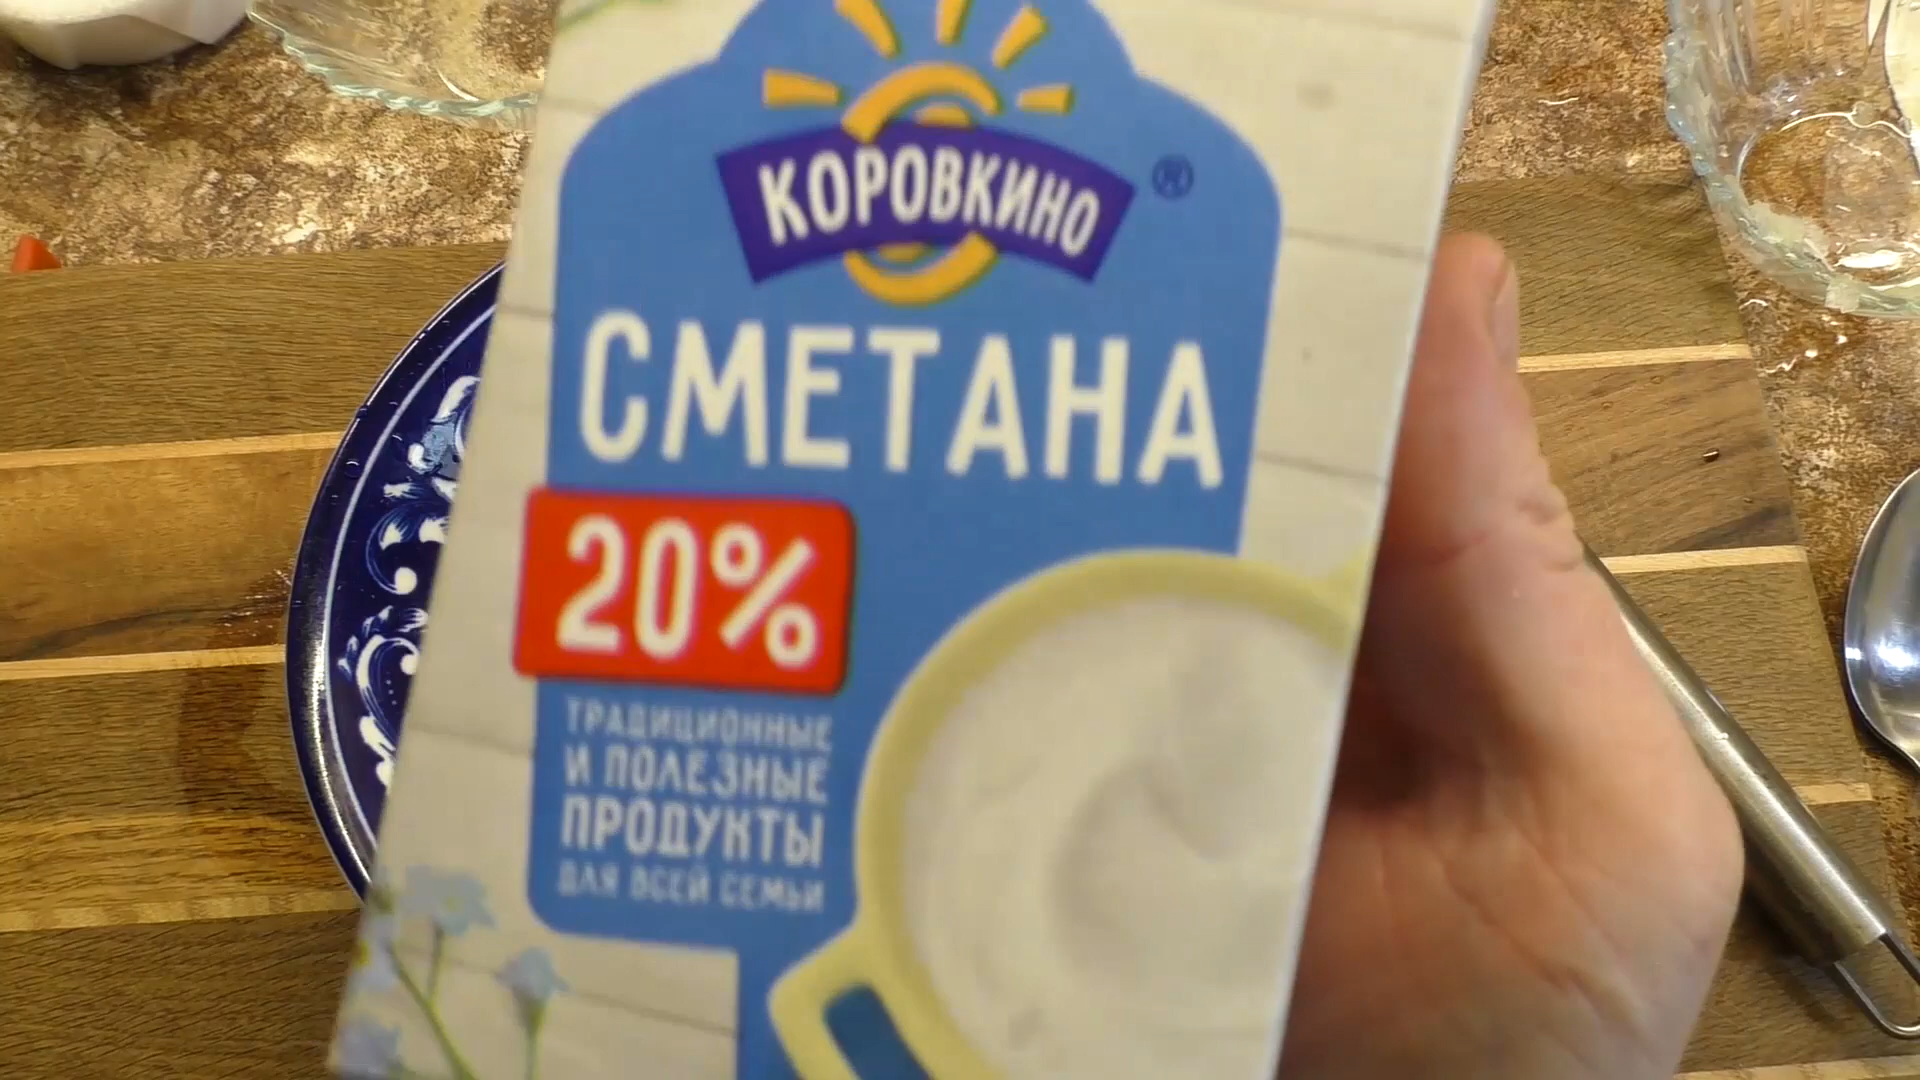 КОРОВКИНО ®
СМЕТАНА
20%
ТРАДИЦИОННЫЕ
И ПОЛЕЗНЫЕ
ПРОДУКТЫ
ДЛЯ ВСЕЙ СЕМЬИ